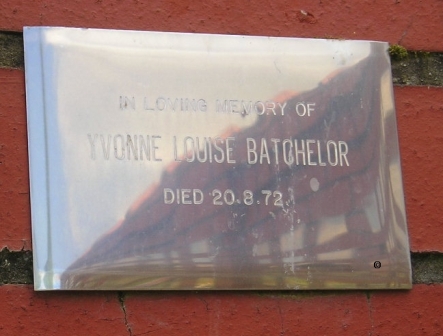 IN LOVING MEMORY OF
YVONNE LOUISE BATCHELOR
DIED 20.8.72